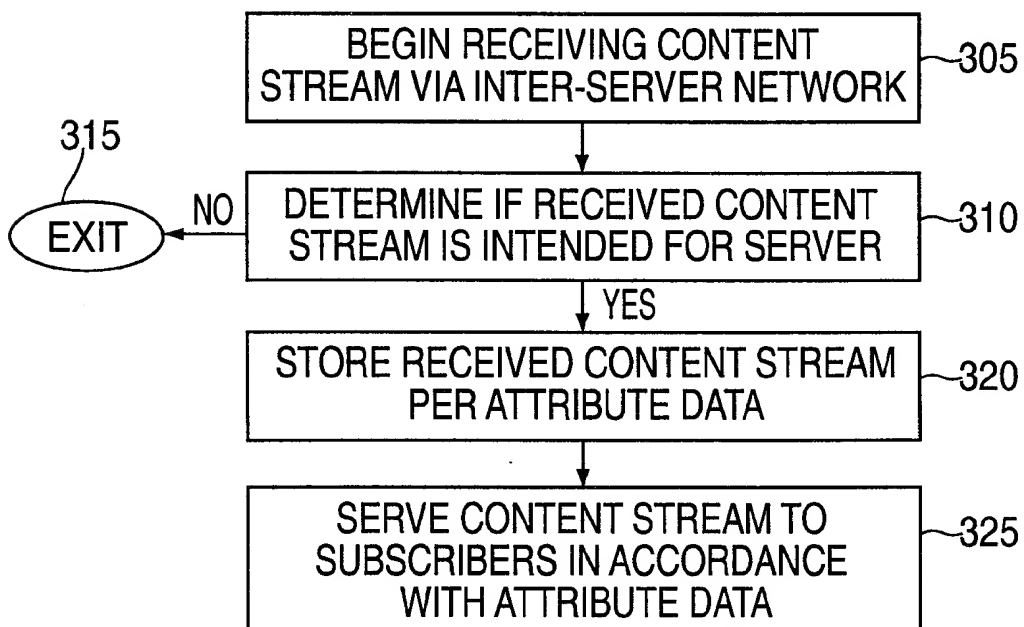 BEGIN RECEIVING CONTENT
STREAM VIA INTER-SERVER NETWORK
305
315
EXIT
NO
DETERMINE IF RECEIVED CONTENT
STREAM IS INTENDED FOR SERVER
310
YES
STORE RECEIVED CONTENT STREAM
PER ATTRIBUTE DATA
320
SERVE CONTENT STREAM TO
SUBSCRIBERS IN ACCORDANCE
WITH ATTRIBUTE DATA
325